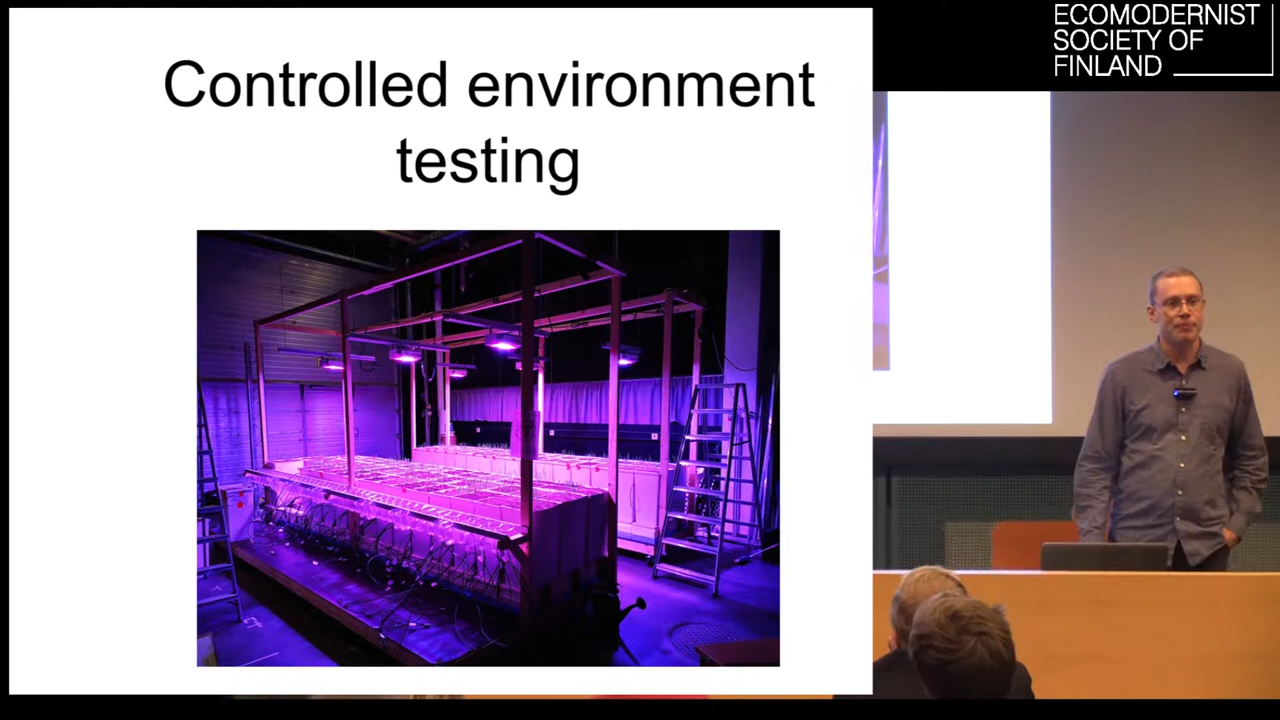 Controlled environment
testing
ECOMODERNIST
SOCIETY OF
FINLAND